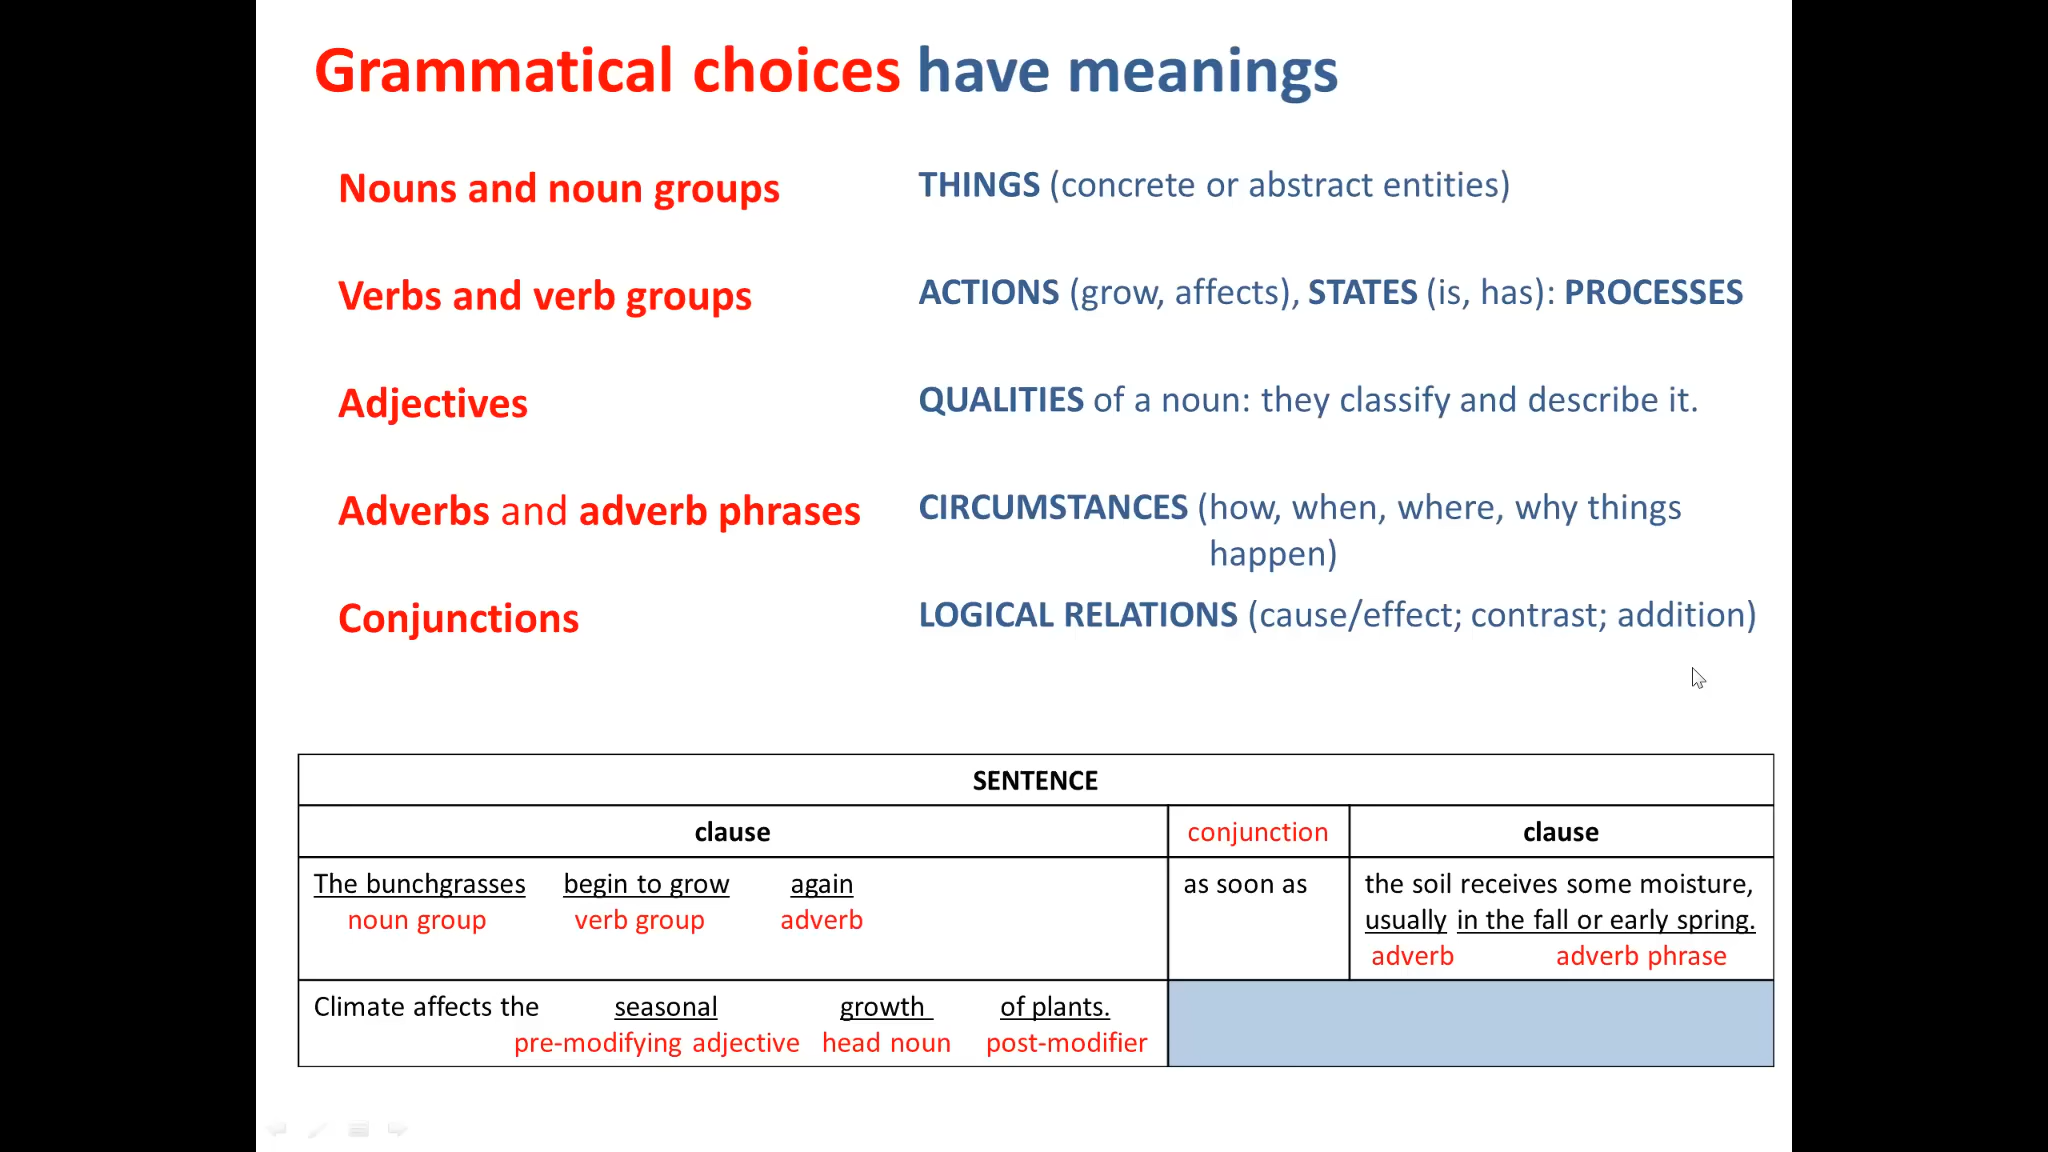 Grammatical choices have meanings
Nouns and noun groups
THINGS (concrete or abstract entities)
Verbs and verb groups
ACTIONS (grow, affects), STATES (is, has): PROCESSES
Adjectives
QUALITIES of a noun: they classify and describe it.
Adverbs and adverb phrases
CIRCUMSTANCES (how, when, where, why things
happen)
Conjunctions
LOGICAL RELATIONS (cause/effect; contrast; addition)
SENTENCE
clause
conjunction
clause
The bunchgrasses begin to grow again
noun group verb group adverb
as soon as
the soil receives some moisture,
usually in the fall or early spring.
adverb adverb phrase
Climate affects the seasonal growth of plants.
pre-modifying adjective head noun post-modifier